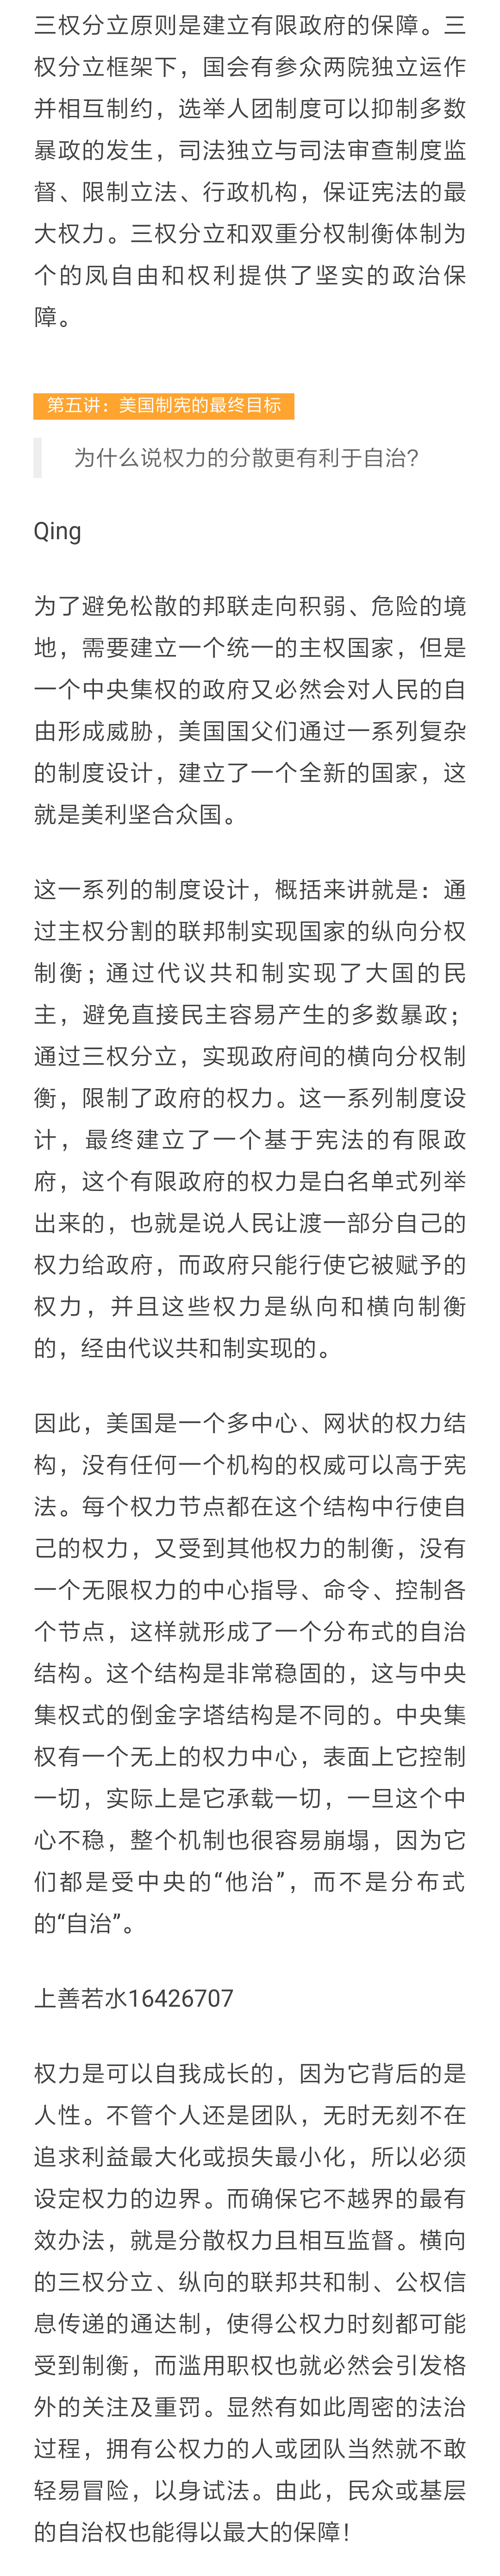 三权分立原则是建立有限政府的保障。三
权分立框架下，国会有参众两院独立运作
并相互制约，选举人团制度可以抑制多数
暴政的发生，司法独立与司法审查制度监
督、限制立法、行政机构，保证宪法的最
大权力。三权分立和双重分权制衡体制为
个的凤自由和权利提供了坚实的政治保
障。
第五讲：美国制宪的最终目标
为什么说权力的分散更有利于自治?
Qing
为了避免松散的邦联走向积弱、危险的境
地，需要建立一个统一的主权国家，但是
一个中央集权的政府又必然会对人民的自
由形成威胁，美国国父们通过一系列复杂
的制度设计，建立了一个全新的国家，这
就是美利坚合众国。
这一系列的制度设计，概括来讲就是：通
过主权分割的联邦制实现国家的纵向分权
制衡；通过代议共和制实现了大国的民
主，避免直接民主容易产生的多数暴政；
通过三权分立，实现政府间的横向分权制
衡，限制了政府的权力。这一系列制度设
计，最终建立了一个基于宪法的有限政
府，这个有限政府的权力是白名单式列举
出来的，也就是说人民让渡一部分自己的
权力给政府，而政府只能行使它被赋予的
权力，并且这些权力是纵向和横向制衡
的，经由代议共和制实现的。
因此，美国是一个多中心、网状的权力结
构，没有任何一个机构的权威可以高于宪
法。每个权力节点都在这个结构中行使自
己的权力，又受到其他权力的制衡，没有
一个无限权力的中心指导、命令、控制各
个节点，这样就形成了一个分布式的自治
结构。这个结构是非常稳固的，这与中央
集权式的倒金字塔结构是不同的。中央集
权有一个无上的权力中心，表面上它控制
一切，实际上是它承载一切，一旦这个中
心不稳，整个机制也很容易崩塌，因为它
们都是受中央的“他治”，而不是分布式
的“自治”。
上善若水16426707
权力是可以自我成长的，因为它背后的是
人性。不管个人还是团队，无时无刻不在
追求利益最大化或损失最小化，所以必须
设定权力的边界。而确保它不越界的最有
效办法，就是分散权力且相互监督。横向
的三权分立、纵向的联邦共和制、公权信
息传递的通达制，使得公权力时刻都可能
受到制衡，而滥用职权也就必然会引发格
外的关注及重罚。显然有如此周密的法治
过程，拥有公权力的人或团队当然就不敢
轻易冒险，以身试法。由此，民众或基层
的自治权也能得以最大的保障！